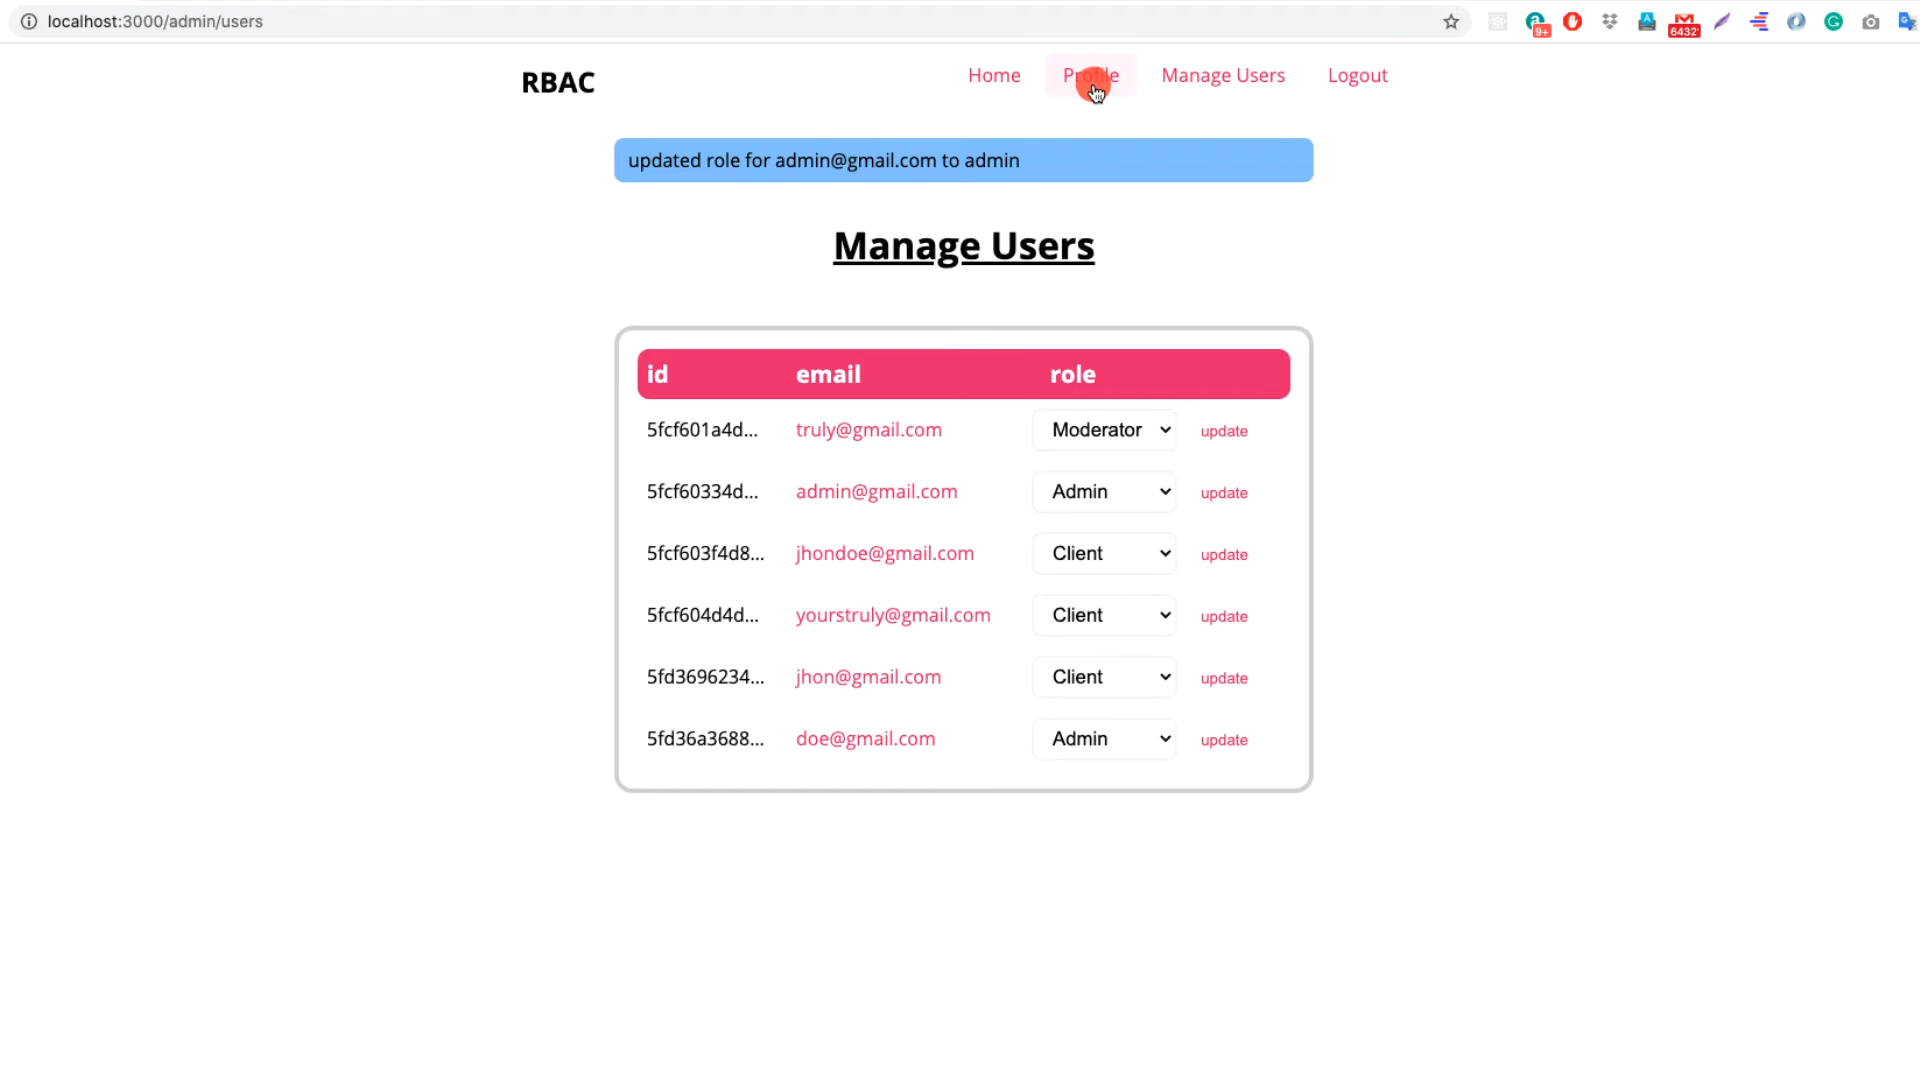 localhost:3000/admin/users
9+
6432
RBAC
Home Profile Manage Users Logout
updated role for admin@gmail.com to admin
Manage Users
id email role
5fcf601a4d... truly@gmail.com Moderator update
5fcf60334d... admin@gmail.com Admin update
5fcf603f4d8... jhondoe@gmail.com Client update
5fcf604d4d... yourstruly@gmail.com Client update
5fd3696234... jhon@gmail.com Client update
5fd36a3688... doe@gmail.com Admin update